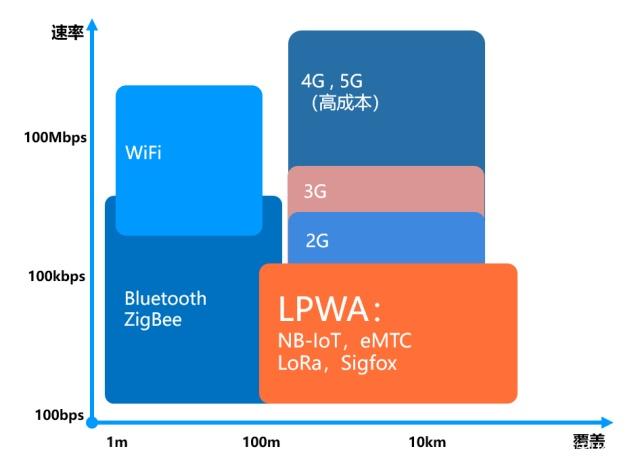 速率
4G , 5G
（高成本）
100Mbps
WiFi
3G
2G
100kbps
Bluetooth
ZigBee
LPWA：
NB-IoT，eMTC
LoRa，Sigfox
100bps
1m
100m
10km
覆盖